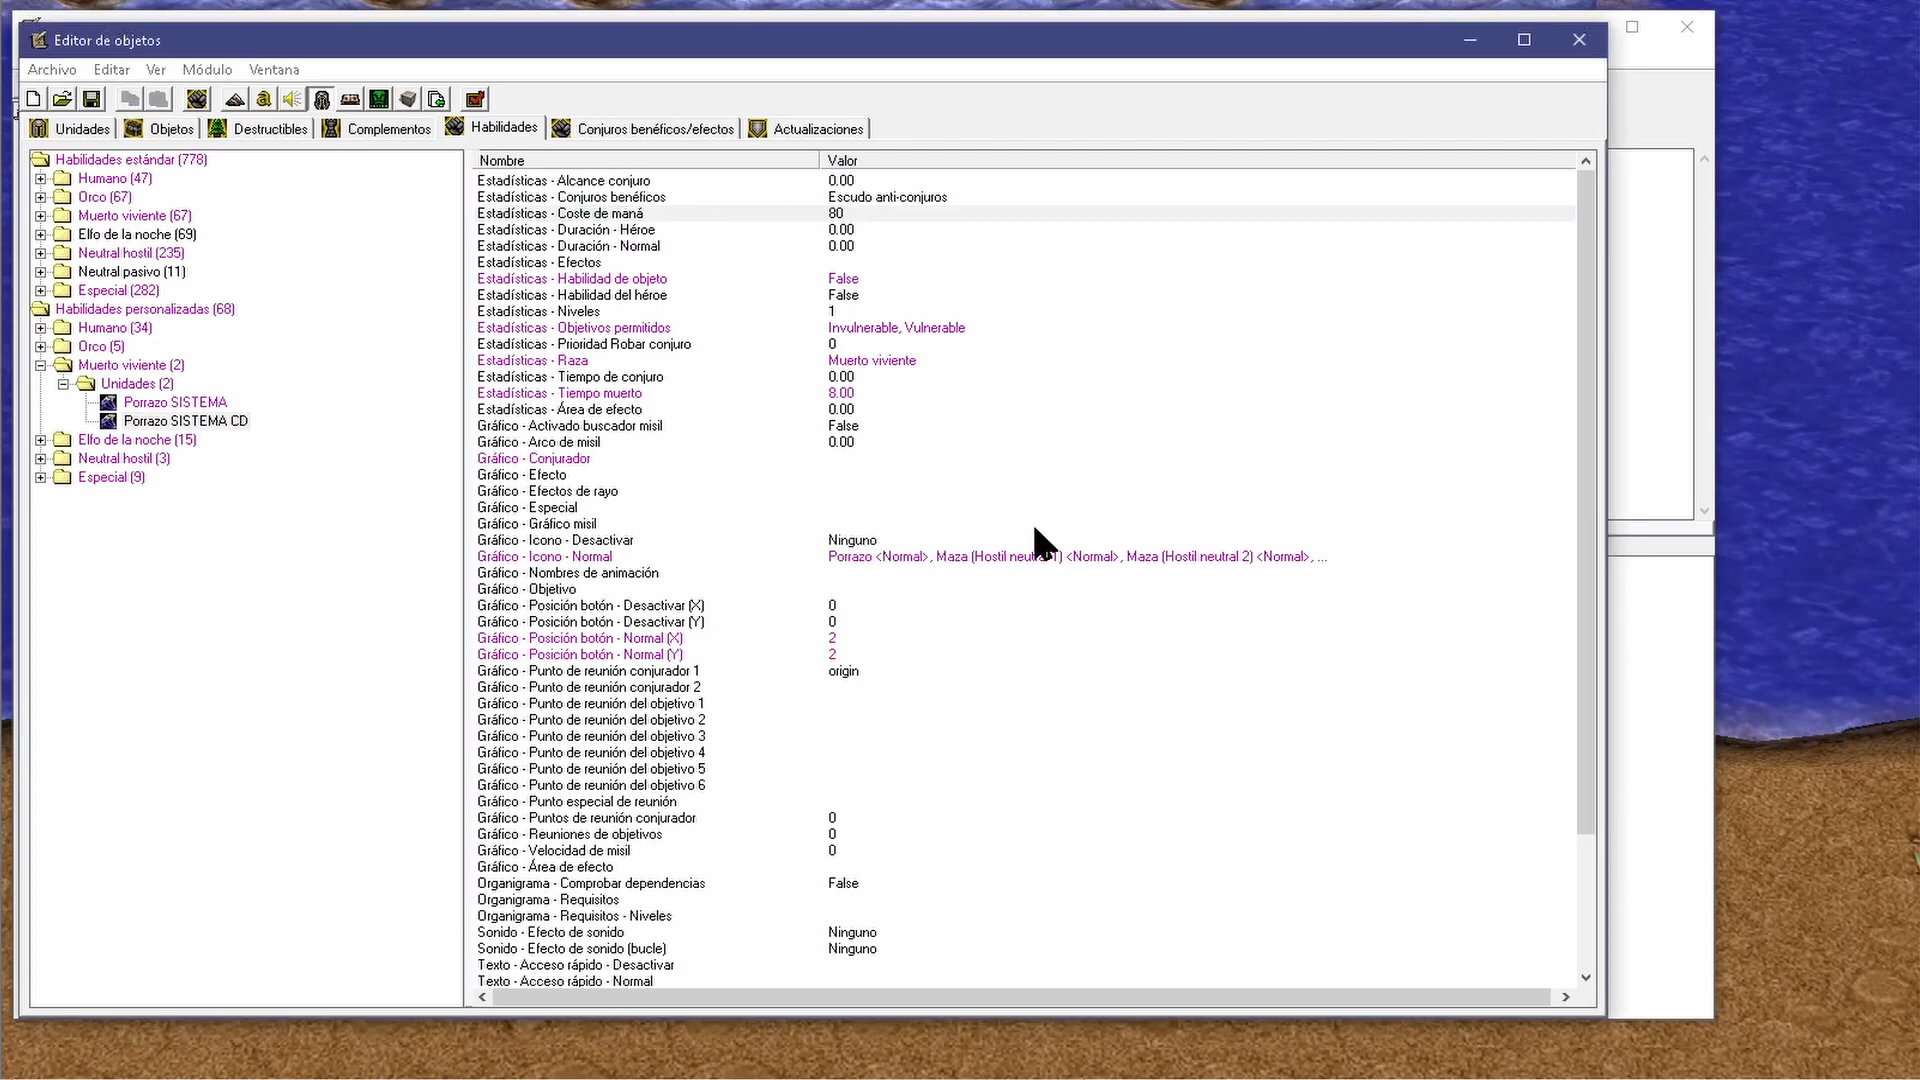 Editor de objetos
Archivo Editar Ver Módulo Ventana
Unidades Objetos Destructibles Complementos Habilidades Conjuros benéficos/efectos Actualizaciones
Habilidades estándar (778)
Humano (47)
Orco (67)
Muerto viviente (67)
Elfo de la noche (69)
Neutral hostil (235)
Neutral pasivo (11)
Especial (282)
Habilidades personalizadas (68)
Humano (34)
Orco (5)
Muerto viviente (2)
Unidades (2)
Porrazo SISTEMA
Porrazo SISTEMA CD
Elfo de la noche (15)
Neutral hostil (3)
Especial (9)
Nombre Valor
Estadísticas - Alcance conjuro 0.00
Estadísticas - Conjuros benéficos Escudo anti-conjuros
Estadísticas - Coste de maná 80
Estadísticas - Duración - Héroe 0.00
Estadísticas - Duración - Normal 0.00
Estadísticas - Efectos
Estadísticas - Habilidad de objeto False
Estadísticas - Habilidad del héroe False
Estadísticas - Niveles 1
Estadísticas - Objetivos permitidos Invulnerable, Vulnerable
Estadísticas - Prioridad Robar conjuro 0
Estadísticas - Raza Muerto viviente
Estadísticas - Tiempo de conjuro 0.00
Estadísticas - Tiempo muerto 8.00
Estadísticas - Área de efecto 0.00
Gráfico - Activado buscador misil False
Gráfico - Arco de misil 0.00
Gráfico - Conjurador
Gráfico - Efecto
Gráfico - Efectos de rayo
Gráfico - Especial
Gráfico - Gráfico misil
Gráfico - Icono - Desactivar Ninguno
Gráfico - Icono - Normal Porrazo <Normal>, Maza (Hostil neutral 1) <Normal>, Maza (Hostil neutral 2) <Normal>, ...
Gráfico - Nombres de animación
Gráfico - Objetivo
Gráfico - Posición botón - Desactivar (X) 0
Gráfico - Posición botón - Desactivar (Y) 0
Gráfico - Posición botón - Normal (X) 2
Gráfico - Posición botón - Normal (Y) 2
Gráfico - Punto de reunión conjurador 1 origin
Gráfico - Punto de reunión conjurador 2
Gráfico - Punto de reunión del objetivo 1
Gráfico - Punto de reunión del objetivo 2
Gráfico - Punto de reunión del objetivo 3
Gráfico - Punto de reunión del objetivo 4
Gráfico - Punto de reunión del objetivo 5
Gráfico - Punto de reunión del objetivo 6
Gráfico - Punto especial de reunión
Gráfico - Puntos de reunión conjurador 0
Gráfico - Reuniones de objetivos 0
Gráfico - Velocidad de misil 0
Gráfico - Área de efecto
Organigrama - Comprobar dependencias False
Organigrama - Requisitos
Organigrama - Requisitos - Niveles
Sonido - Efecto de sonido Ninguno
Sonido - Efecto de sonido (bucle) Ninguno
Texto - Acceso rápido - Desactivar
Texto - Acceso rápido - Normal